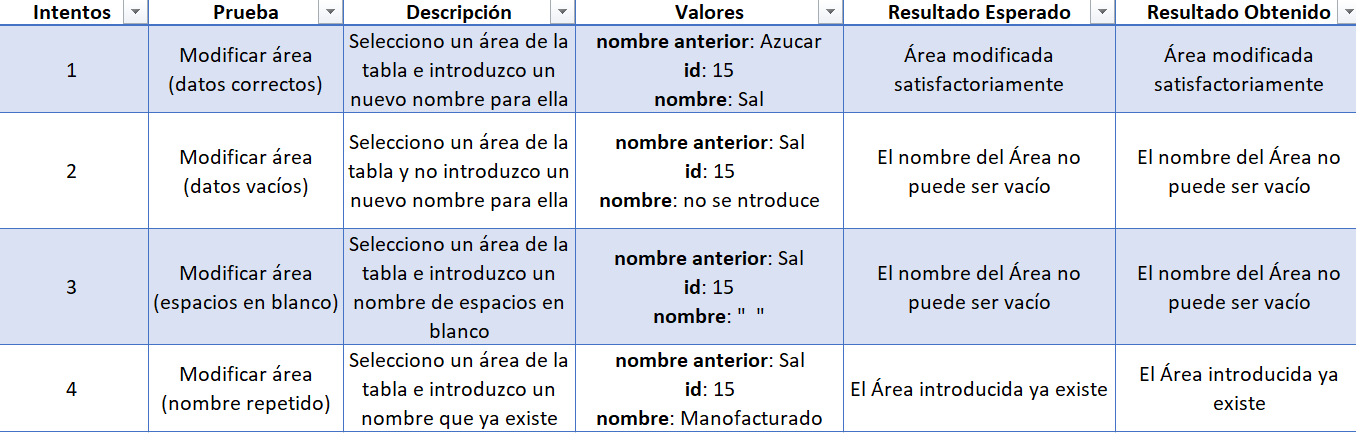 Intentos Prueba Descripción Valores Resultado Esperado Resultado Obtenido
1
Modificar área
(datos correctos)
Selecciono un área de la
tabla e introduzco un
nuevo nombre para ella
nombre anterior: Azucar
id: 15
nombre: Sal
Área modificada
satisfactoriamente
Área modificada
satisfactoriamente
2
Modificar área
(datos vacíos)
Selecciono un área de la
tabla y no introduzco un
nuevo nombre para ella
nombre anterior: Sal
id: 15
nombre: no se ntroduce
El nombre del Área no
puede ser vacío
El nombre del Área no
puede ser vacío
3
Modificar área
(espacios en blanco)
Selecciono un área de la
tabla e introduzco un
nombre de espacios en
blanco
nombre anterior: Sal
id: 15
nombre: "  "
El nombre del Área no
puede ser vacío
El nombre del Área no
puede ser vacío
4
Modificar área
(nombre repetido)
Selecciono un área de la
tabla e introduzco un
nombre que ya existe
nombre anterior: Sal
id: 15
nombre: Manofacturado
El Área introducida ya existe
El Área introducida ya
existe